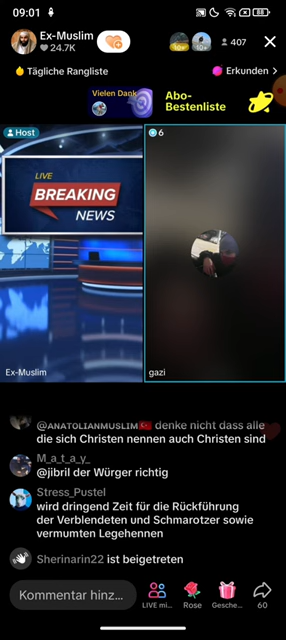 09:01
88
Ex-Muslim
24.7K
10+
10+
407
Tägliche Rangliste
Erkunden >
Vielen Dank
Abo-
Bestenliste
Host
6
LIVE
BREAKING
NEWS
Ex-Muslim
gazi
@ANATOLIANMUSLIM🇹🇷 denke nicht dass alle
die sich Christen nennen auch Christen sind
M_a_t_a_y_
@jibril der Würger richtig
Stress_Pustel
wird dringend Zeit für die Rückführung
der Verblendeten und Schmarotzer sowie
vermumten Legehennen
Sherinarin22 ist beigetreten
Kommentar hinz...
LIVE mi...
Rose
Gesche...
60